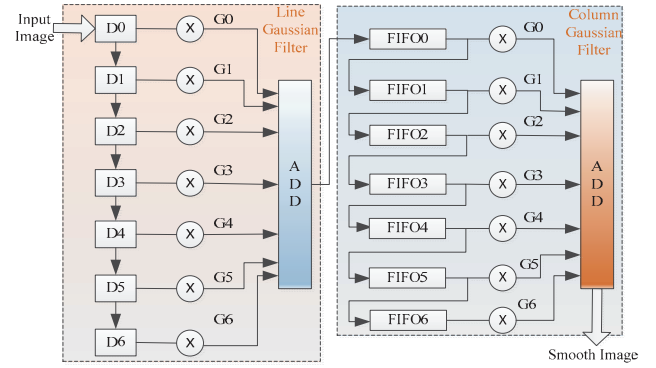 Input
Image
D0
X
G0
D1
X
G1
D2
X
G2
D3
X
G3
D4
X
G4
D5
X
G5
D6
X
G6
Line
Gaussian
Filter
A
D
D
FIFO0
X
G0
FIFO1
X
G1
FIFO2
X
G2
FIFO3
X
G3
FIFO4
X
G4
FIFO5
X
G5
FIFO6
X
G6
Column
Gaussian
Filter
A
D
D
Smooth Image